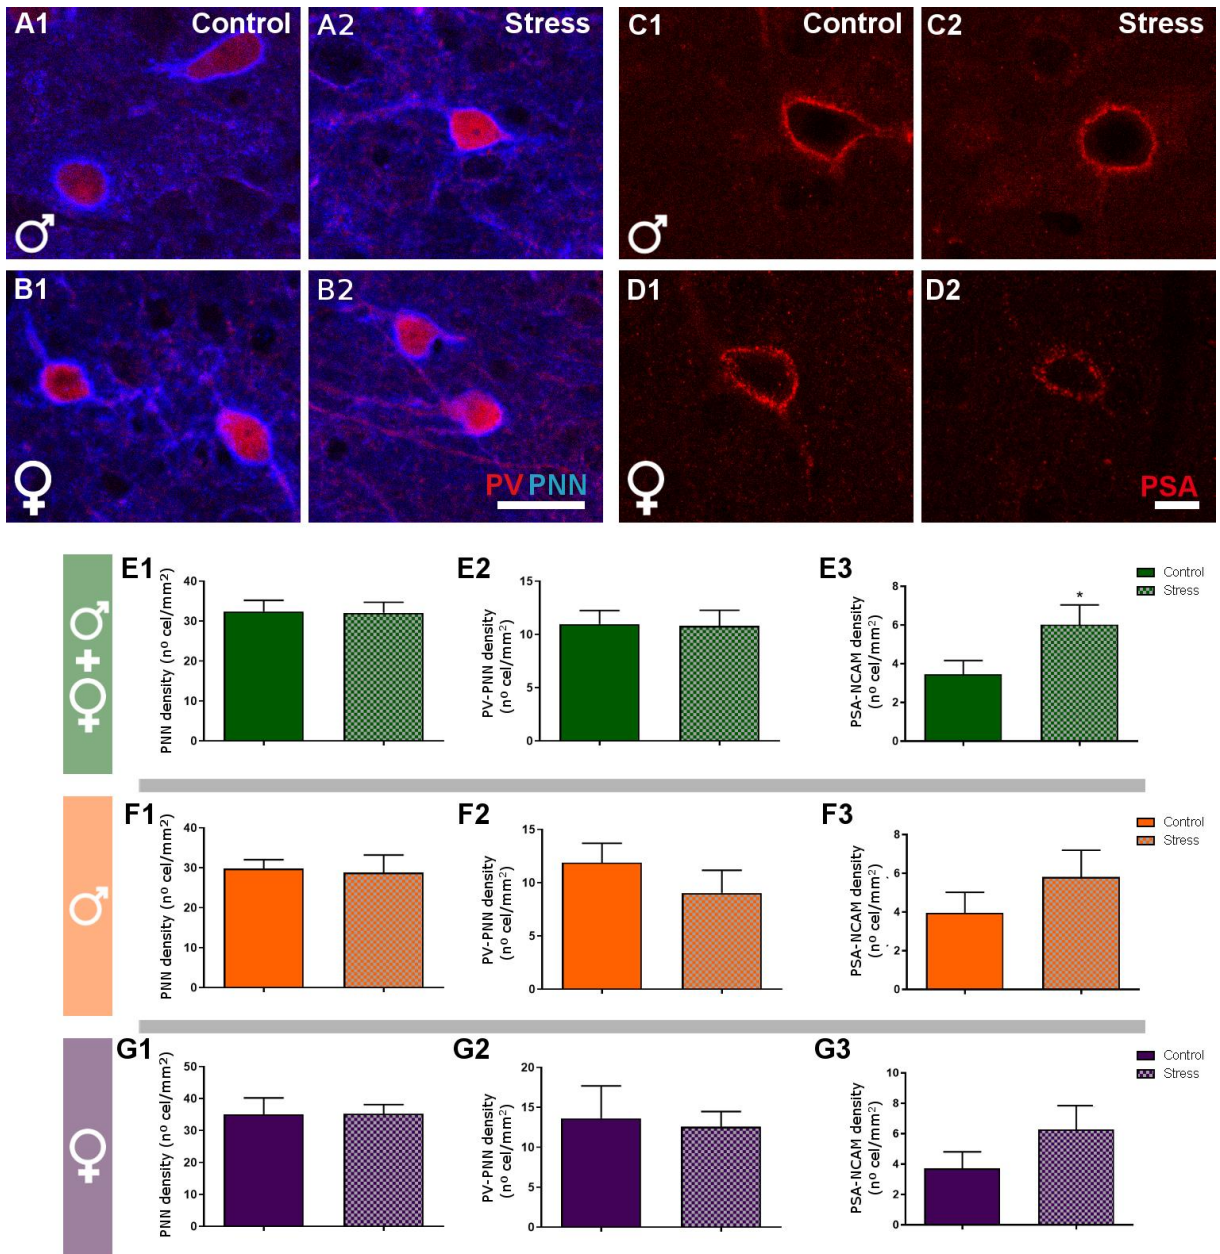 A1 Control
A2 Stress
C1 Control
C2 Stress
B1
B2
PV PNN
D1
D2
PSA
E1
PNN density (nº cel/mm²)
40
30
20
10
0
E2
PV-PNN density
(nº cel/mm²)
15
10
5
0
E3
PSA-NCAM density
(nº cel/mm²)
8
6
4
2
0
*
Control
Stress
F1
PNN density (nº cel/mm²)
40
30
20
10
0
F2
PV-PNN density
(nº cel/mm²)
15
10
5
0
F3
PSA-NCAM density
(nº cel/mm²)
8
6
4
2
0
Control
Stress
G1
PNN density (nº cel/mm²)
50
40
30
20
10
0
G2
PV-PNN density
(nº cel/mm²)
20
15
10
5
0
G3
PSA-NCAM density
(nº cel/mm²)
10
8
6
4
2
0
Control
Stress